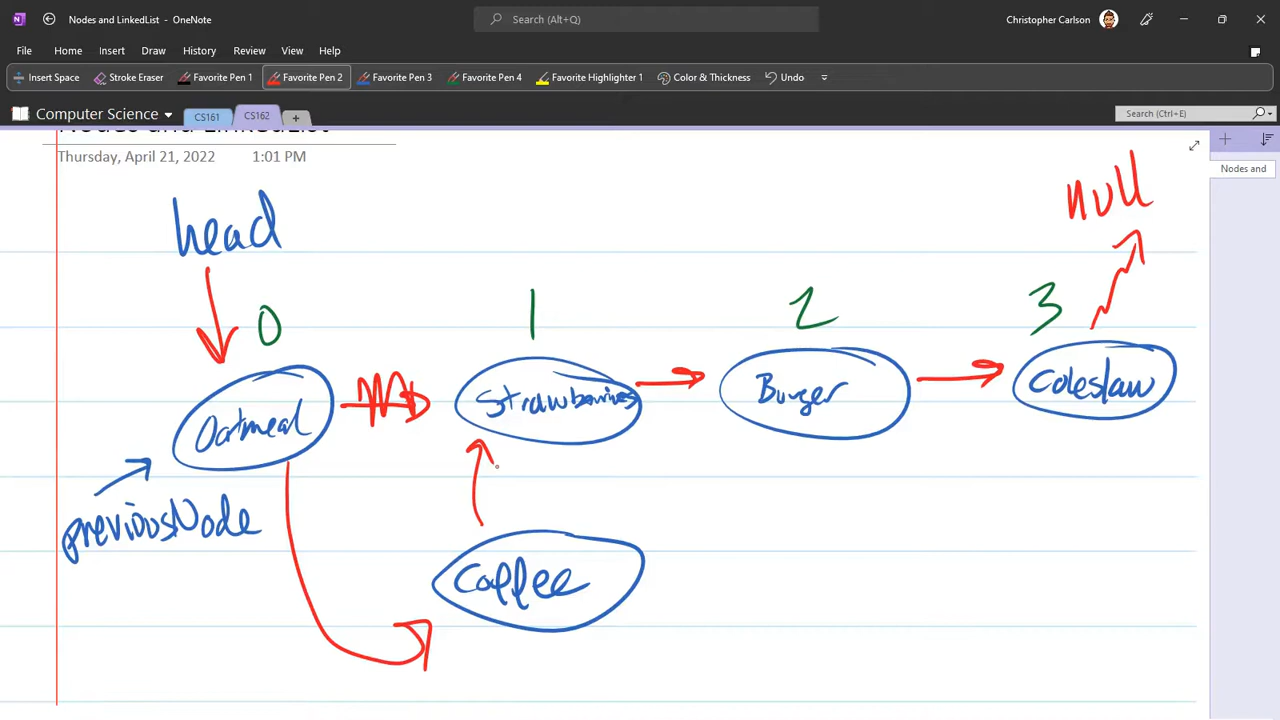 Nodes and LinkedList - OneNote
Search (Alt+Q)
Christopher Carlson
File Home Insert Draw History Review View Help
Insert Space Stroke Eraser Favorite Pen 1 Favorite Pen 2 Favorite Pen 3 Favorite Pen 4 Favorite Highlighter 1 Color & Thickness Undo
Computer Science CS161 CS162 +
Search (Ctrl+E)
Nodes and LinkedList
Thursday, April 21, 2022 1:01 PM
Nodes and
null
head
0 1 2 3
Oatmeal Strawberries Burger Coleslaw
previousNode
Coffee